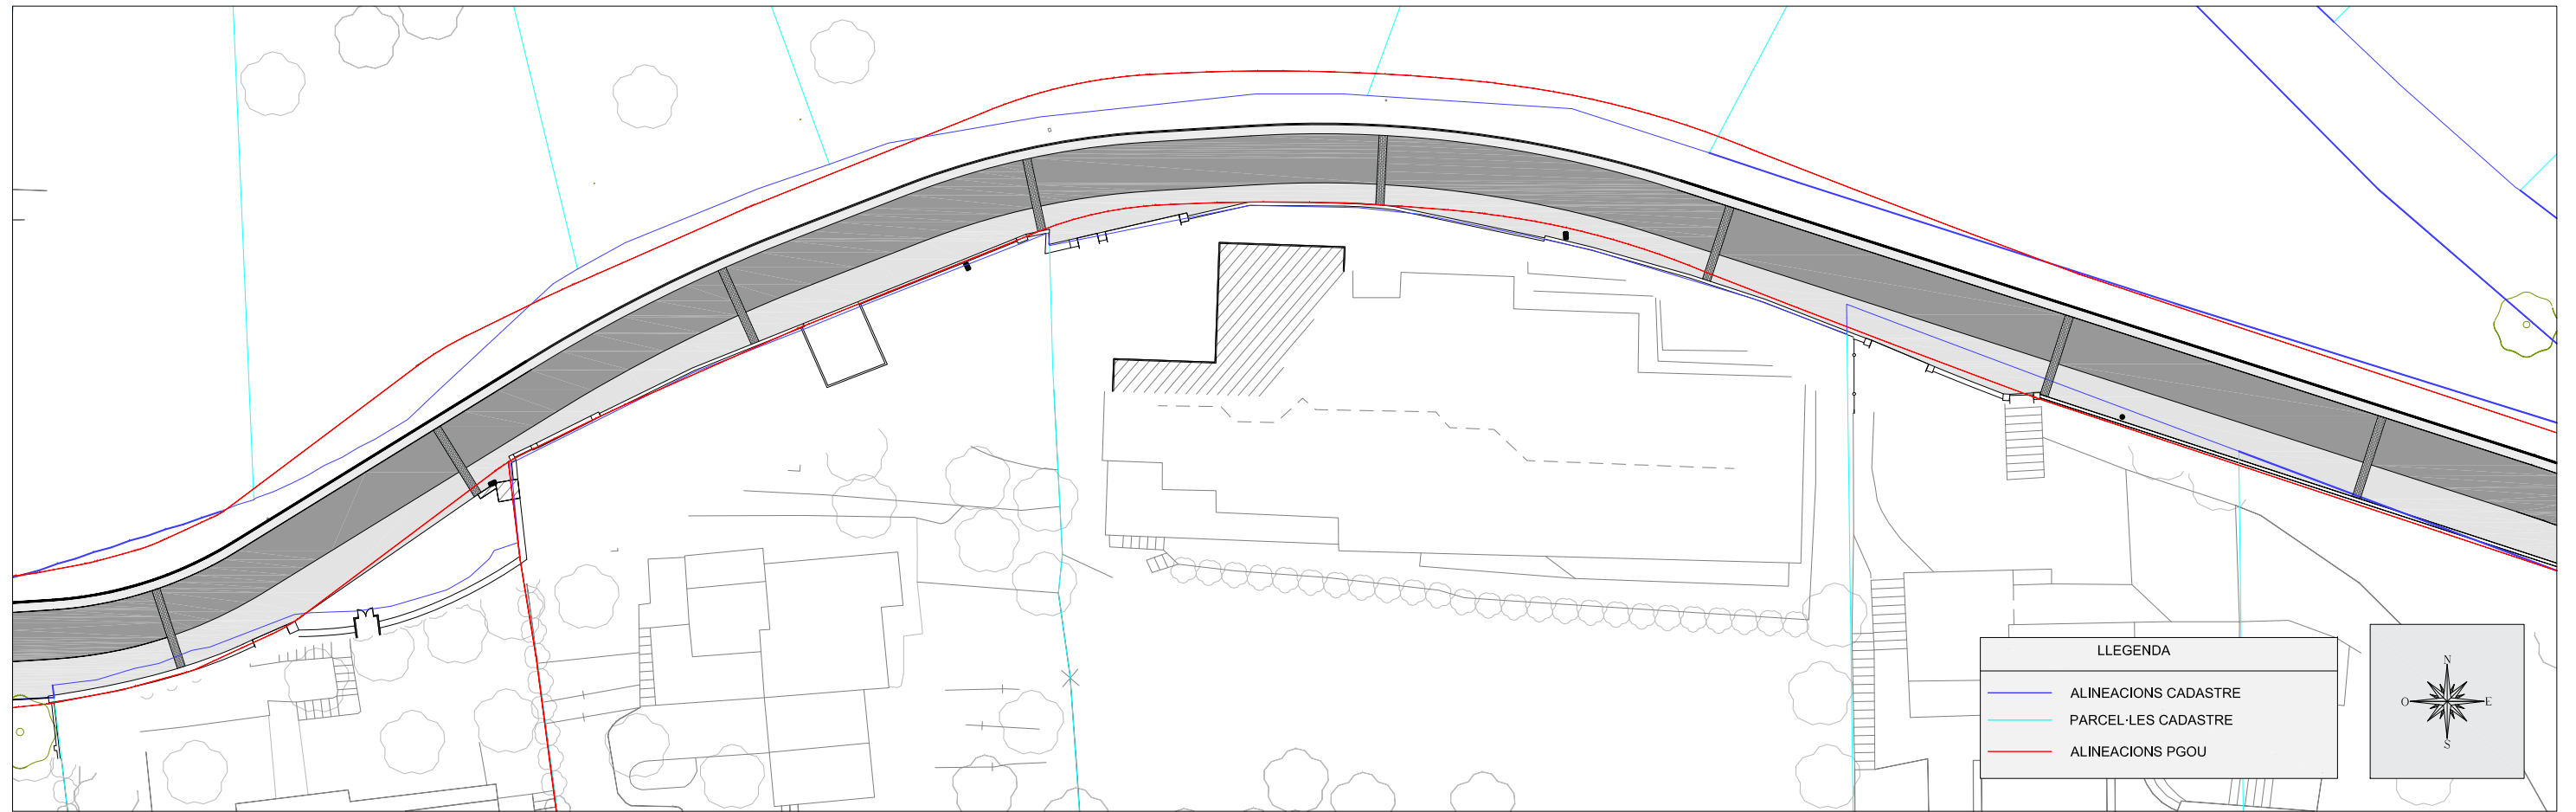 LLEGENDA
ALINEACIONS CADASTRE
PARCEL·LES CADASTRE
ALINEACIONS PGOU
N
O E
S